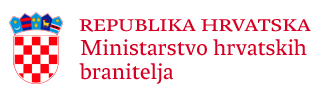 REPUBLIKA HRVATSKA
Ministarstvo hrvatskih
branitelja